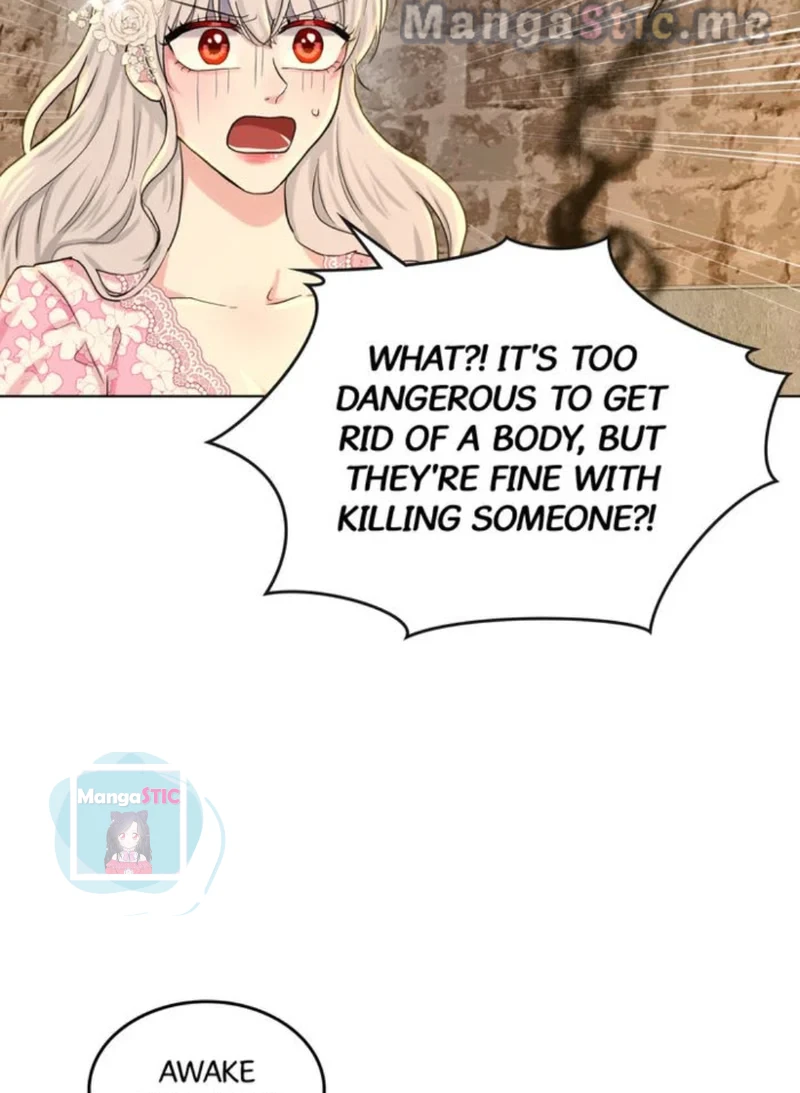 MangaStic.me
WHAT?! IT'S TOO
DANGEROUS TO GET
RID OF A BODY, BUT
THEY'RE FINE WITH
KILLING SOMEONE?!
MangaSTIC
AWAKE